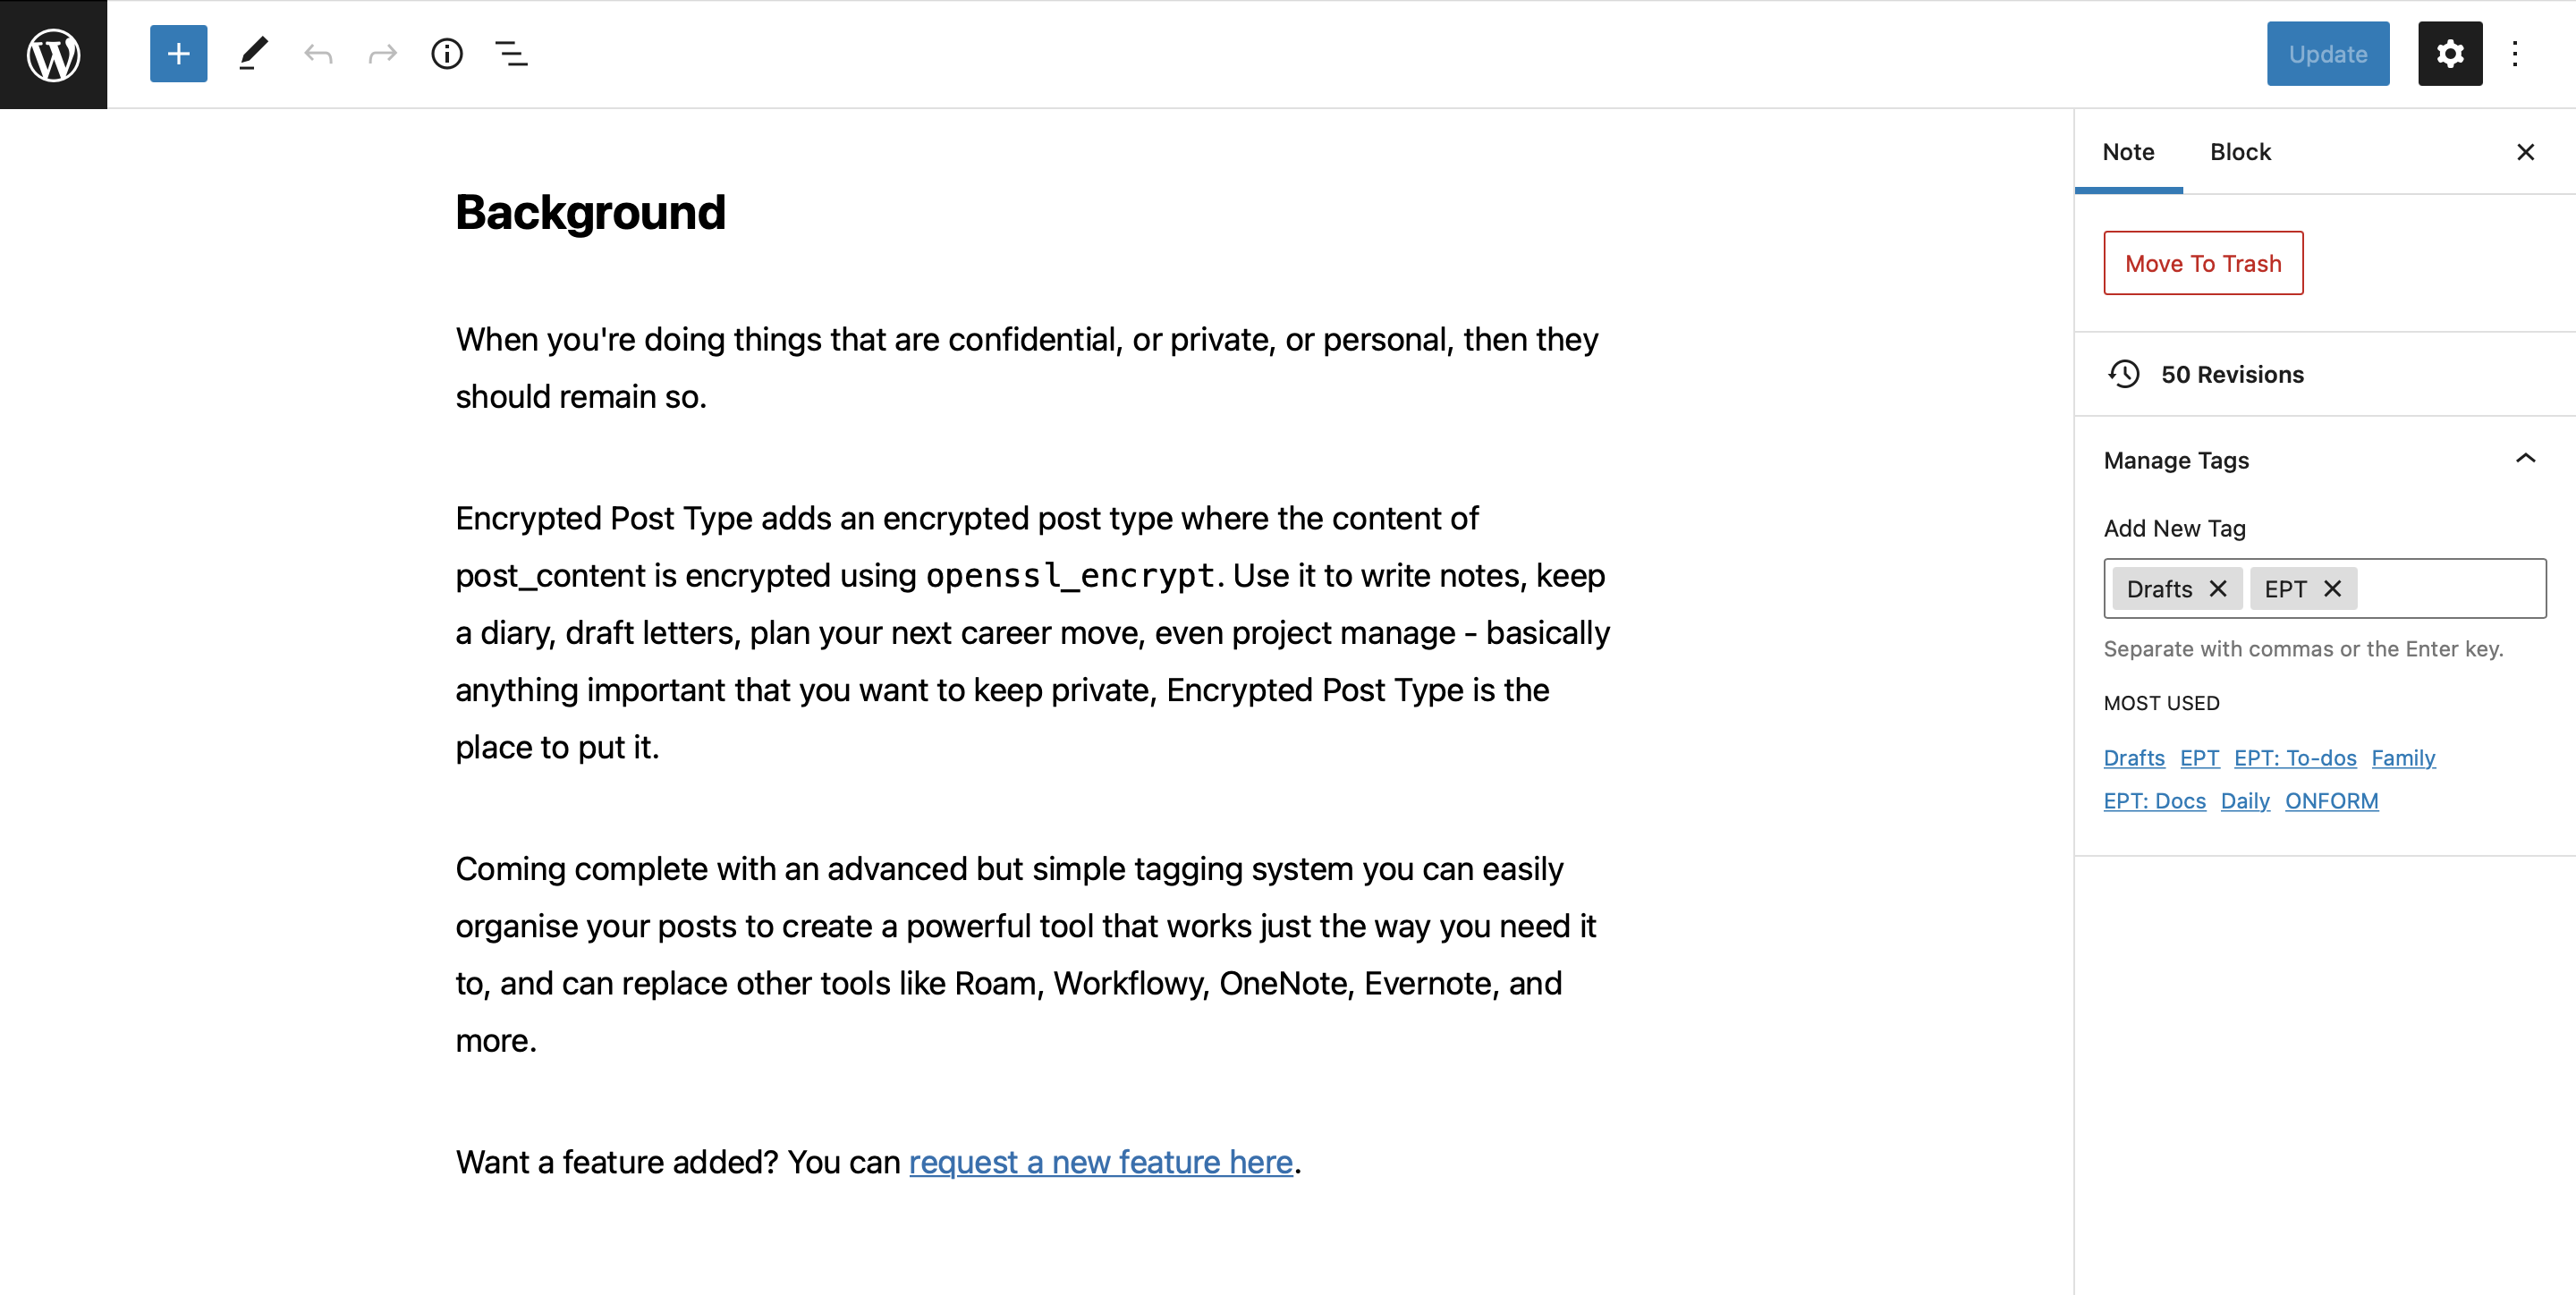 Update
Note Block
Move To Trash
50 Revisions
Manage Tags
Add New Tag
Drafts EPT
Separate with commas or the Enter key.
MOST USED
Drafts EPT EPT: To-dos Family
EPT: Docs Daily ONFORM
Background
When you're doing things that are confidential, or private, or personal, then they
should remain so.
Encrypted Post Type adds an encrypted post type where the content of
post_content is encrypted using openssl_encrypt. Use it to write notes, keep
a diary, draft letters, plan your next career move, even project manage - basically
anything important that you want to keep private, Encrypted Post Type is the
place to put it.
Coming complete with an advanced but simple tagging system you can easily
organise your posts to create a powerful tool that works just the way you need it
to, and can replace other tools like Roam, Workflowy, OneNote, Evernote, and
more.
Want a feature added? You can request a new feature here.